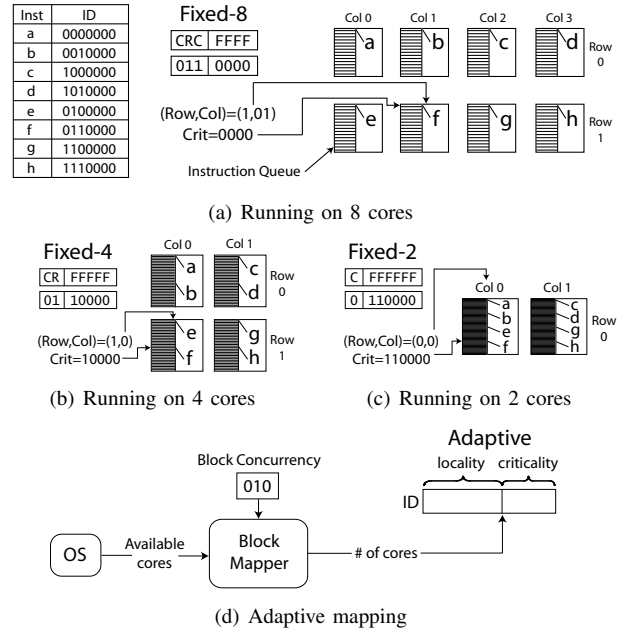 Inst ID
a 0000000
b 0010000
c 1000000
d 1010000
e 0100000
f 0110000
g 1100000
h 1110000
Fixed-8
CRC FFFF
011 0000
(Row,Col)=(1,01)
Crit=0000
Instruction Queue
Col 0 Col 1 Col 2 Col 3
a b c d Row 0
e f g h Row 1
(a) Running on 8 cores
Fixed-4
CR FFFFF
01 10000
(Row,Col)=(1,0)
Crit=10000
Col 0 Col 1
a c
b d
Row 0
e g
f h
Row 1
(b) Running on 4 cores
Fixed-2
C FFFFFF
0 110000
(Row,Col)=(0,0)
Crit=110000
Col 0 Col 1
a c
b d
e g
f h
Row 0
(c) Running on 2 cores
Block Concurrency
010
OS
Available cores
Block Mapper
# of cores
Adaptive
locality criticality
ID
(d) Adaptive mapping